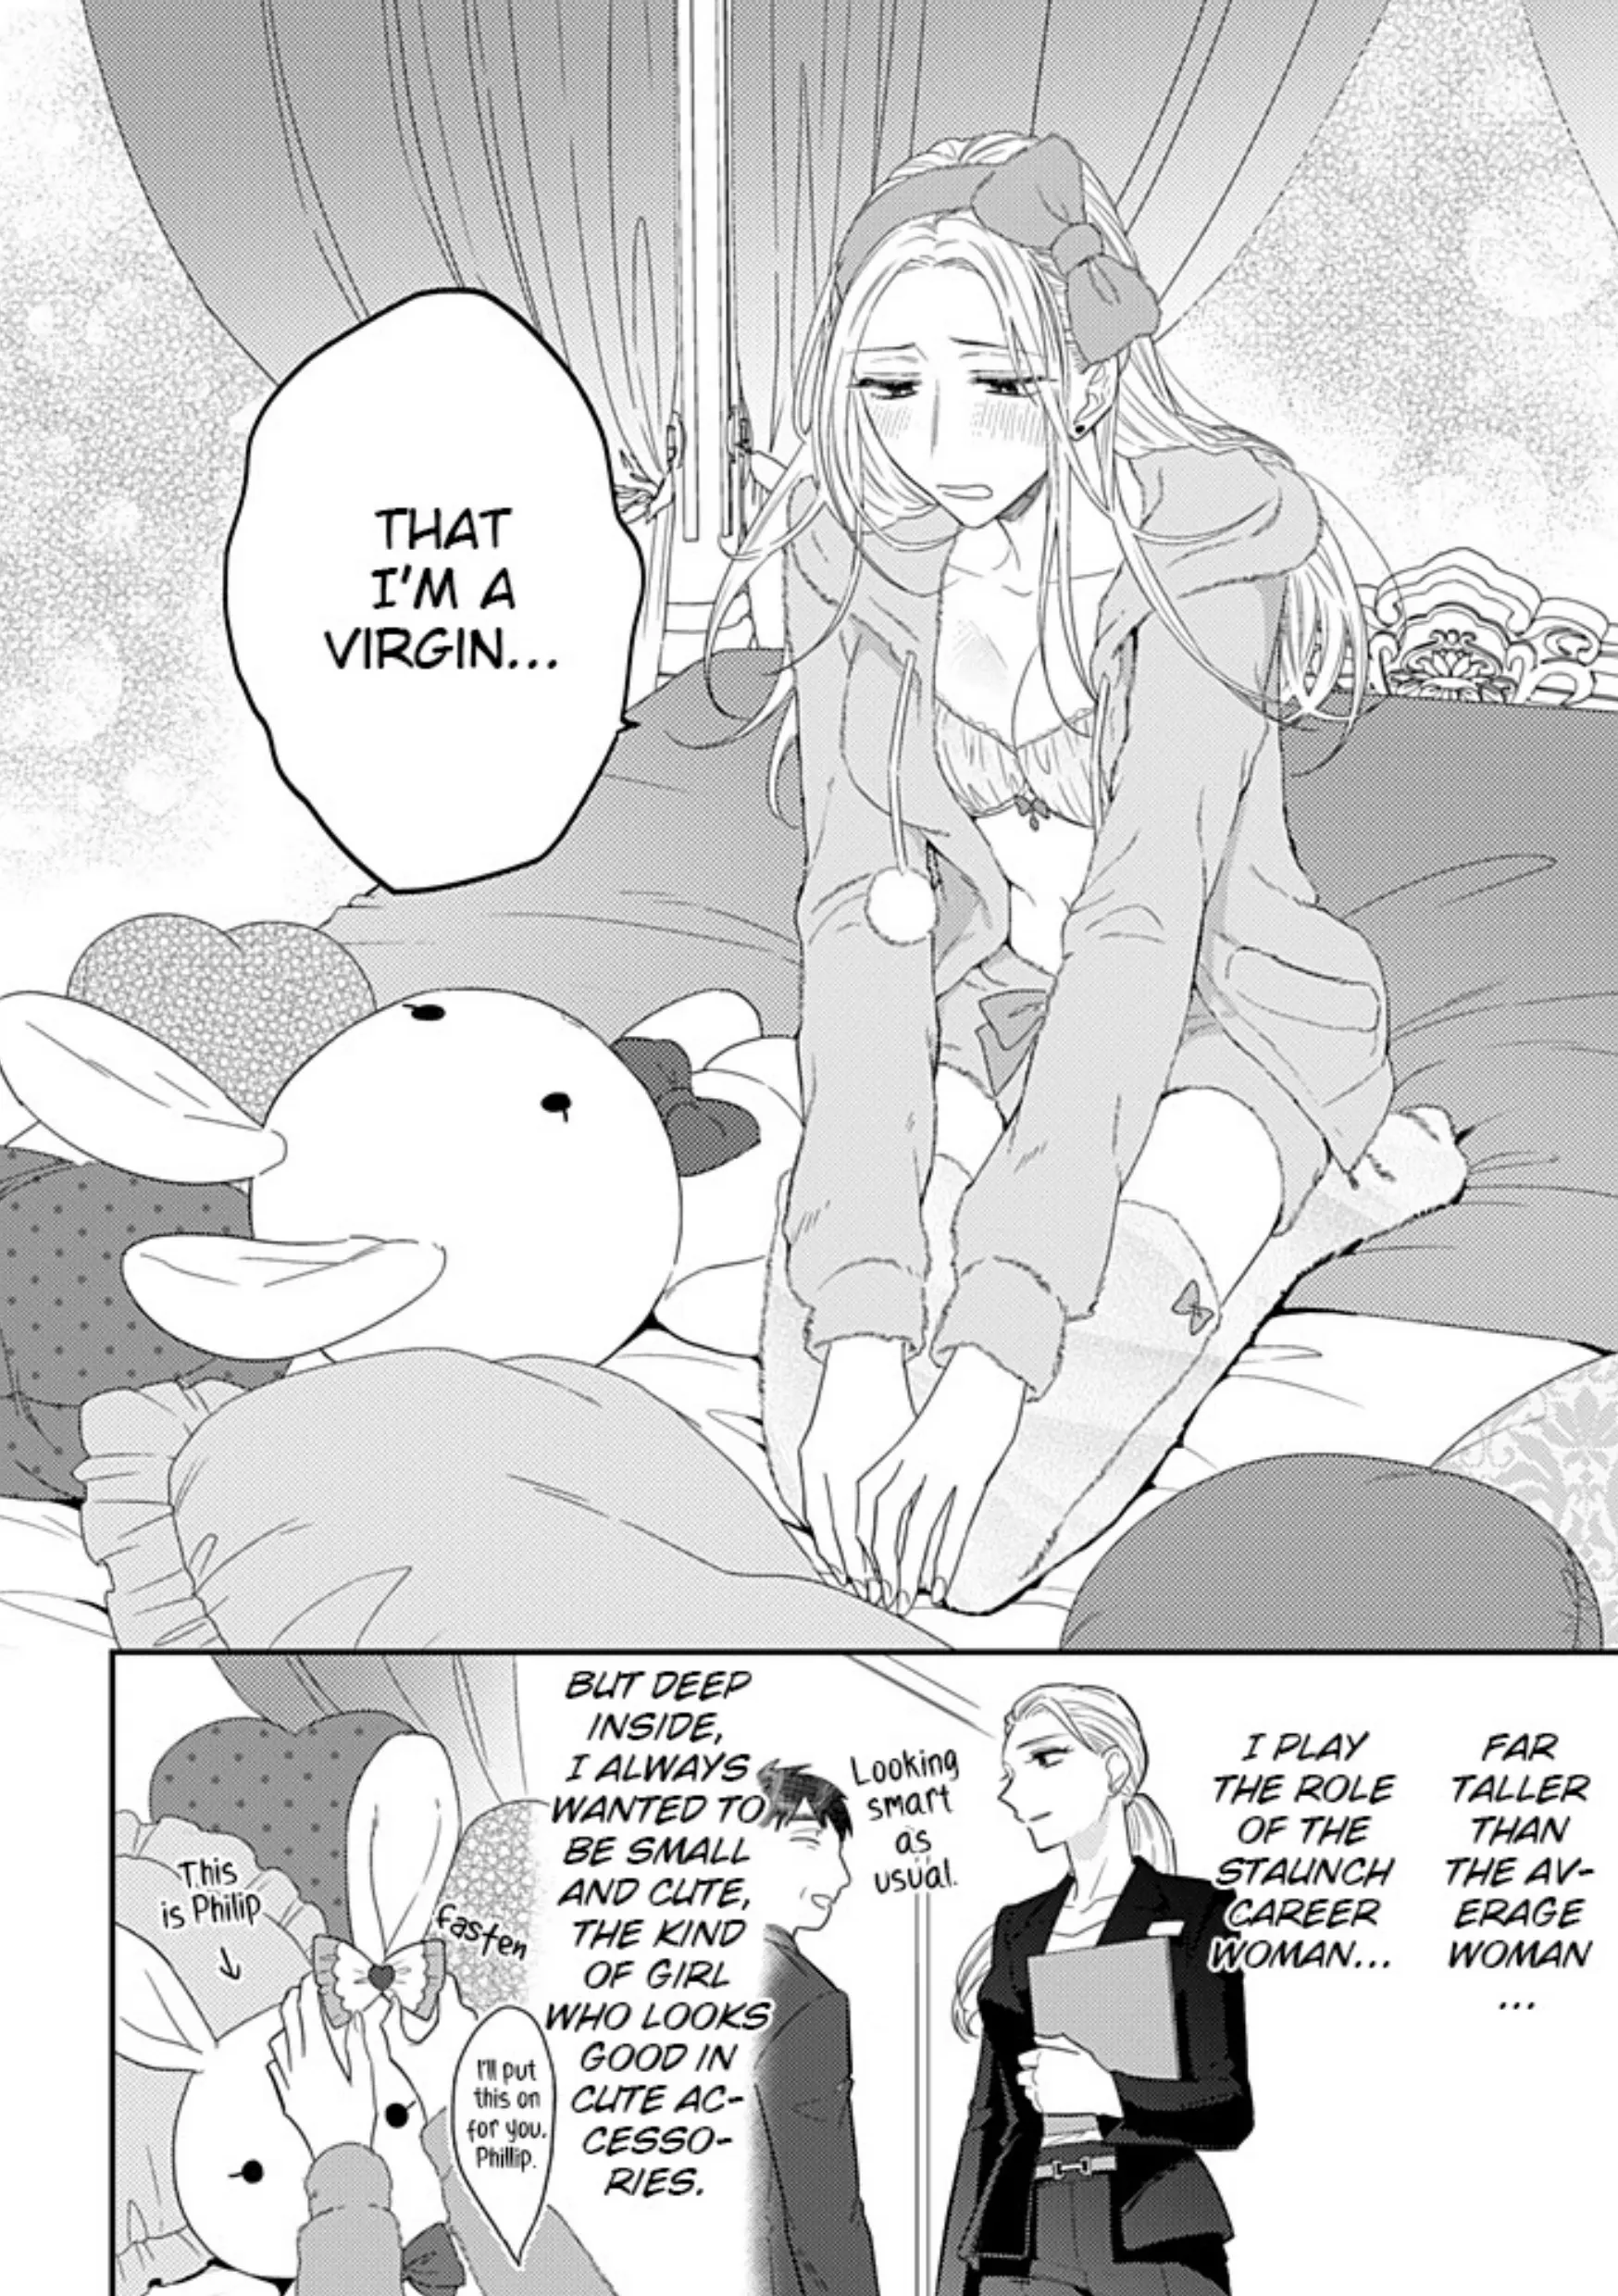 THAT
I'M A
VIRGIN...
FAR
TALLER
THAN
THE AV-
ERAGE
WOMAN
...
I PLAY
THE ROLE
OF THE
STAUNCH
CAREER
WOMAN...
Looking
smart
as
usual.
BUT DEEP
INSIDE,
I ALWAYS
WANTED TO
BE SMALL
AND CUTE,
THE KIND
OF GIRL
WHO LOOKS
GOOD IN
CUTE AC-
CESSO-
RIES.
fasten
I'll put
this on
for you,
Phillip.
This
is Philip